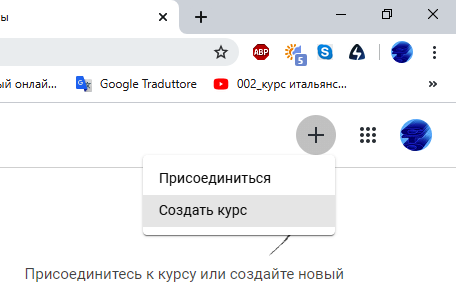 ы
ABP
5
ый онлай...
Google Traduttore
002_курс итальянс...
»
Присоединиться
Создать курс
Присоединитесь к курсу или создайте новый